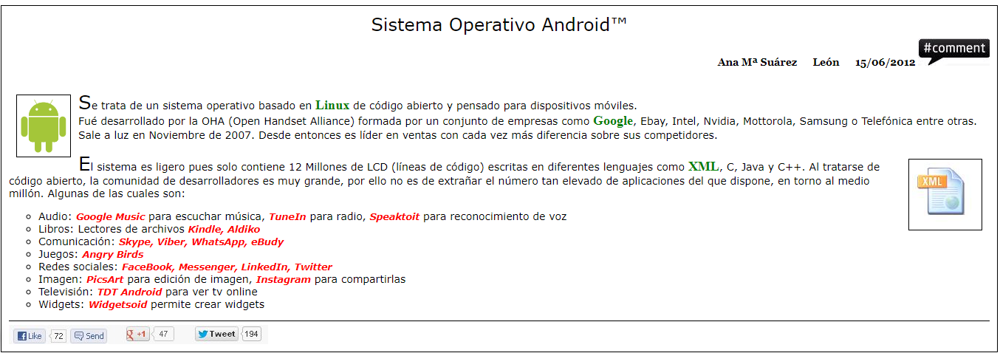 Sistema Operativo Android™
#comment
Ana Mª Suárez León 15/06/2012
Se trata de un sistema operativo basado en Linux de código abierto y pensado para dispositivos móviles.
Fué desarrollado por la OHA (Open Handset Alliance) formada por un conjunto de empresas como Google, Ebay, Intel, Nvidia, Mottorola, Samsung o Telefónica entre otras.
Sale a luz en Noviembre de 2007. Desde entonces es líder en ventas con cada vez más diferencia sobre sus competidores.
El sistema es ligero pues solo contiene 12 Millones de LCD (líneas de código) escritas en diferentes lenguajes como XML, C, Java y C++. Al tratarse de
código abierto, la comunidad de desarrolladores es muy grande, por ello no es de extrañar el número tan elevado de aplicaciones del que dispone, en torno al medio
millón. Algunas de las cuales son:
XML
Audio: Google Music para escuchar música, TuneIn para radio, Speaktoit para reconocimiento de voz
Libros: Lectores de archivos Kindle, Aldiko
Comunicación: Skype, Viber, WhatsApp, eBudy
Juegos: Angry Birds
Redes sociales: FaceBook, Messenger, LinkedIn, Twitter
Imagen: PicsArt para edición de imagen, Instagram para compartirlas
Televisión: TDT Android para ver tv online
Widgets: Widgetsoid permite crear widgets
Like 72 Send g +1 47 Tweet 194